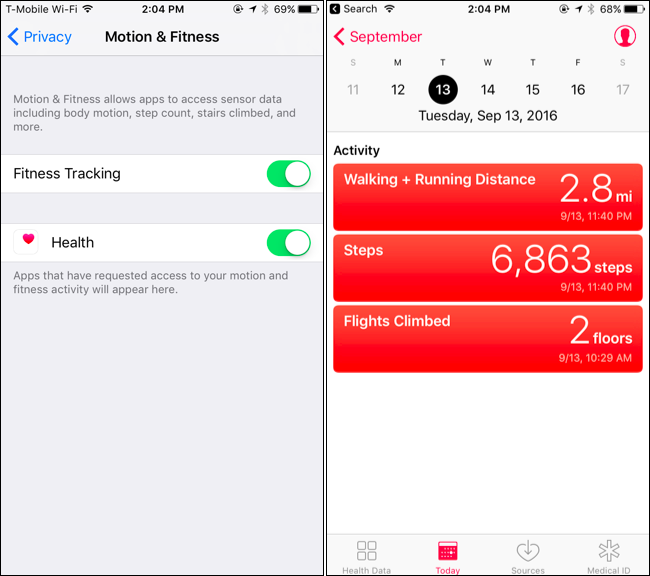 T-Mobile Wi-Fi 2:04 PM 69%
Privacy Motion & Fitness
Motion & Fitness allows apps to access sensor data
including body motion, step count, stairs climbed, and
more.
Fitness Tracking
Health
Apps that have requested access to your motion and
fitness activity will appear here.
Search 2:04 PM 68%
September
S M T W T F S
11 12 13 14 15 16 17
Tuesday, Sep 13, 2016
Activity
Walking + Running Distance 2.8 mi
9/13, 11:40 PM
Steps 6,863 steps
9/13, 11:40 PM
Flights Climbed 2 floors
9/13, 10:29 AM
Health Data Today Sources Medical ID